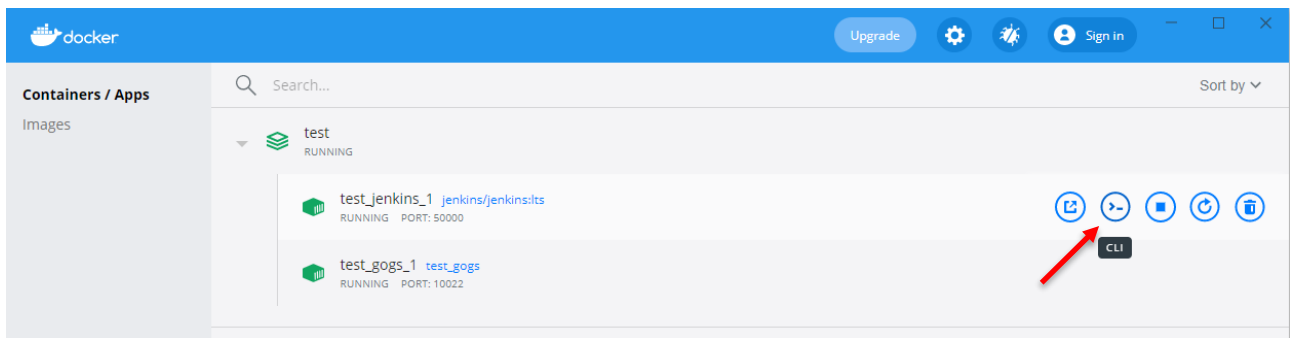 docker
Upgrade
Sign in
Containers / Apps
Images
Search...
Sort by
test
RUNNING
test_jenkins_1 jenkins/jenkins:lts
RUNNING PORT: 50000
CLI
test_gogs_1 test_gogs
RUNNING PORT: 10022